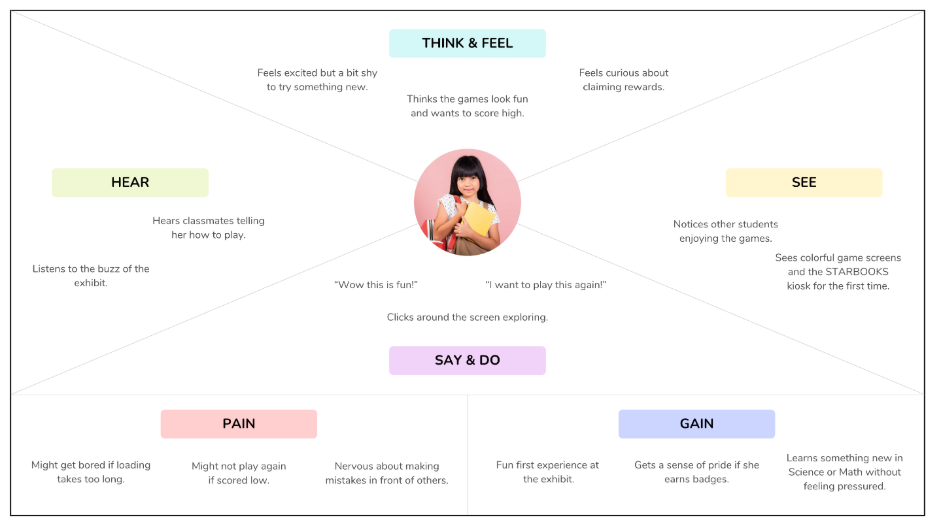 THINK & FEEL
Feels excited but a bit shy
to try something new.
Thinks the games look fun
and wants to score high.
Feels curious about
claiming rewards.
HEAR
Hears classmates telling
her how to play.
Listens to the buzz of the
exhibit.
SEE
Notices other students
enjoying the games.
Sees colorful game screens
and the STARBOOKS
kiosk for the first time.
“Wow this is fun!”
“I want to play this again!”
Clicks around the screen exploring.
SAY & DO
PAIN
Might get bored if loading
takes too long.
Might not play again
if scored low.
Nervous about making
mistakes in front of others.
GAIN
Fun first experience at
the exhibit.
Gets a sense of pride if she
earns badges.
Learns something new in
Science or Math without
feeling pressured.